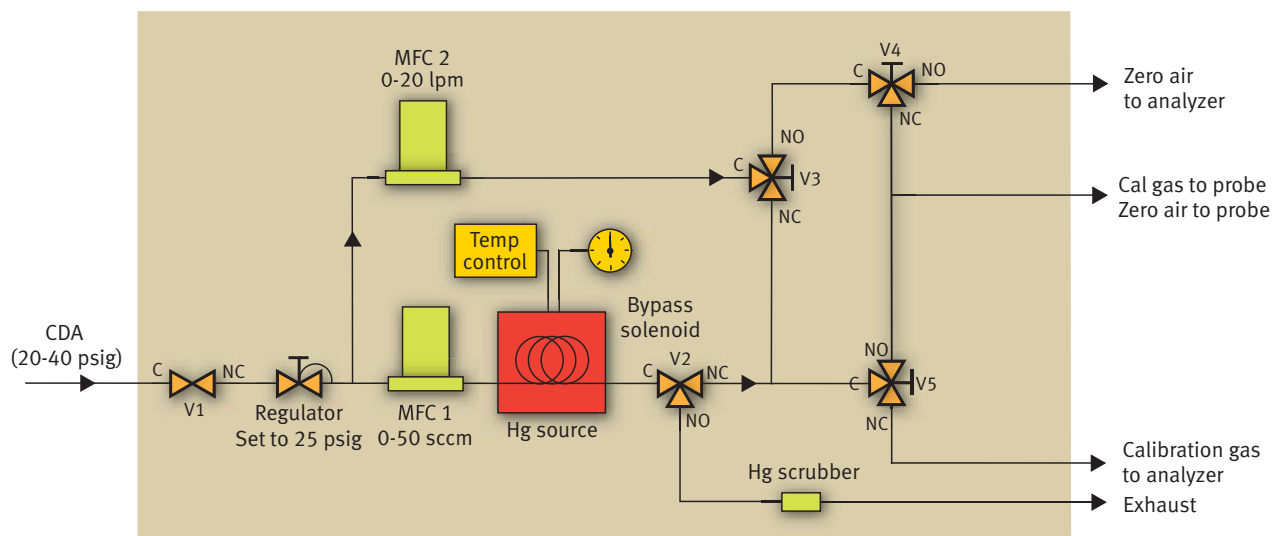 MFC 2
0-20 lpm
V4
C
NO
NC
Zero air
to analyzer
NO
C
V3
NC
Cal gas to probe
Zero air to probe
Temp
control
Bypass
solenoid
CDA
(20-40 psig)
C
NC
V1
Regulator
Set to 25 psig
MFC 1
0-50 sccm
Hg source
V2
C
NC
NO
NO
C
V5
NC
Hg scrubber
Calibration gas
to analyzer
Exhaust